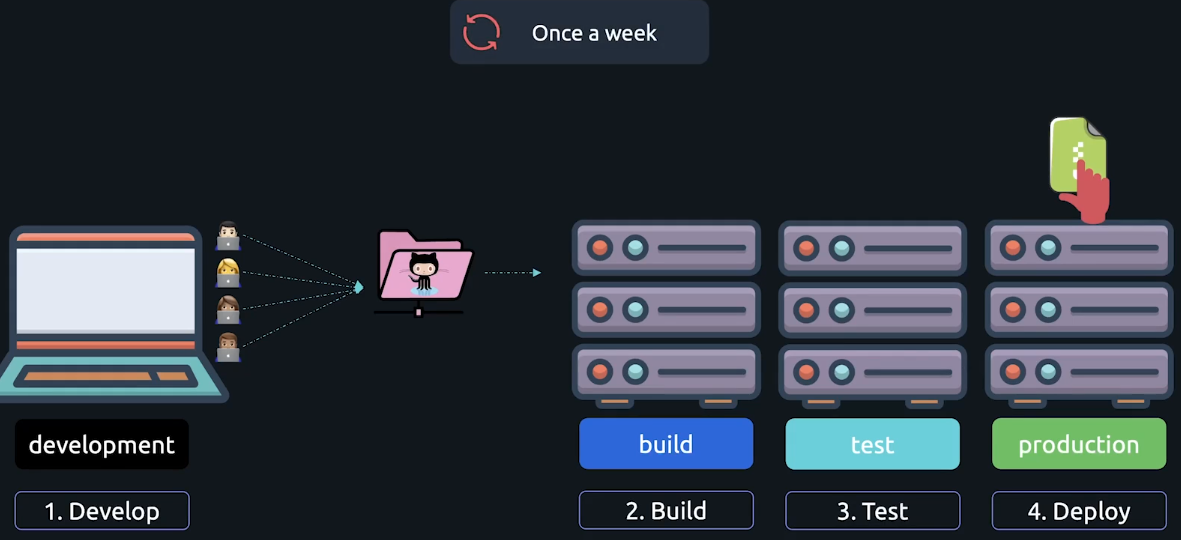 Once a week
development
build
test
production
1. Develop
2. Build
3. Test
4. Deploy